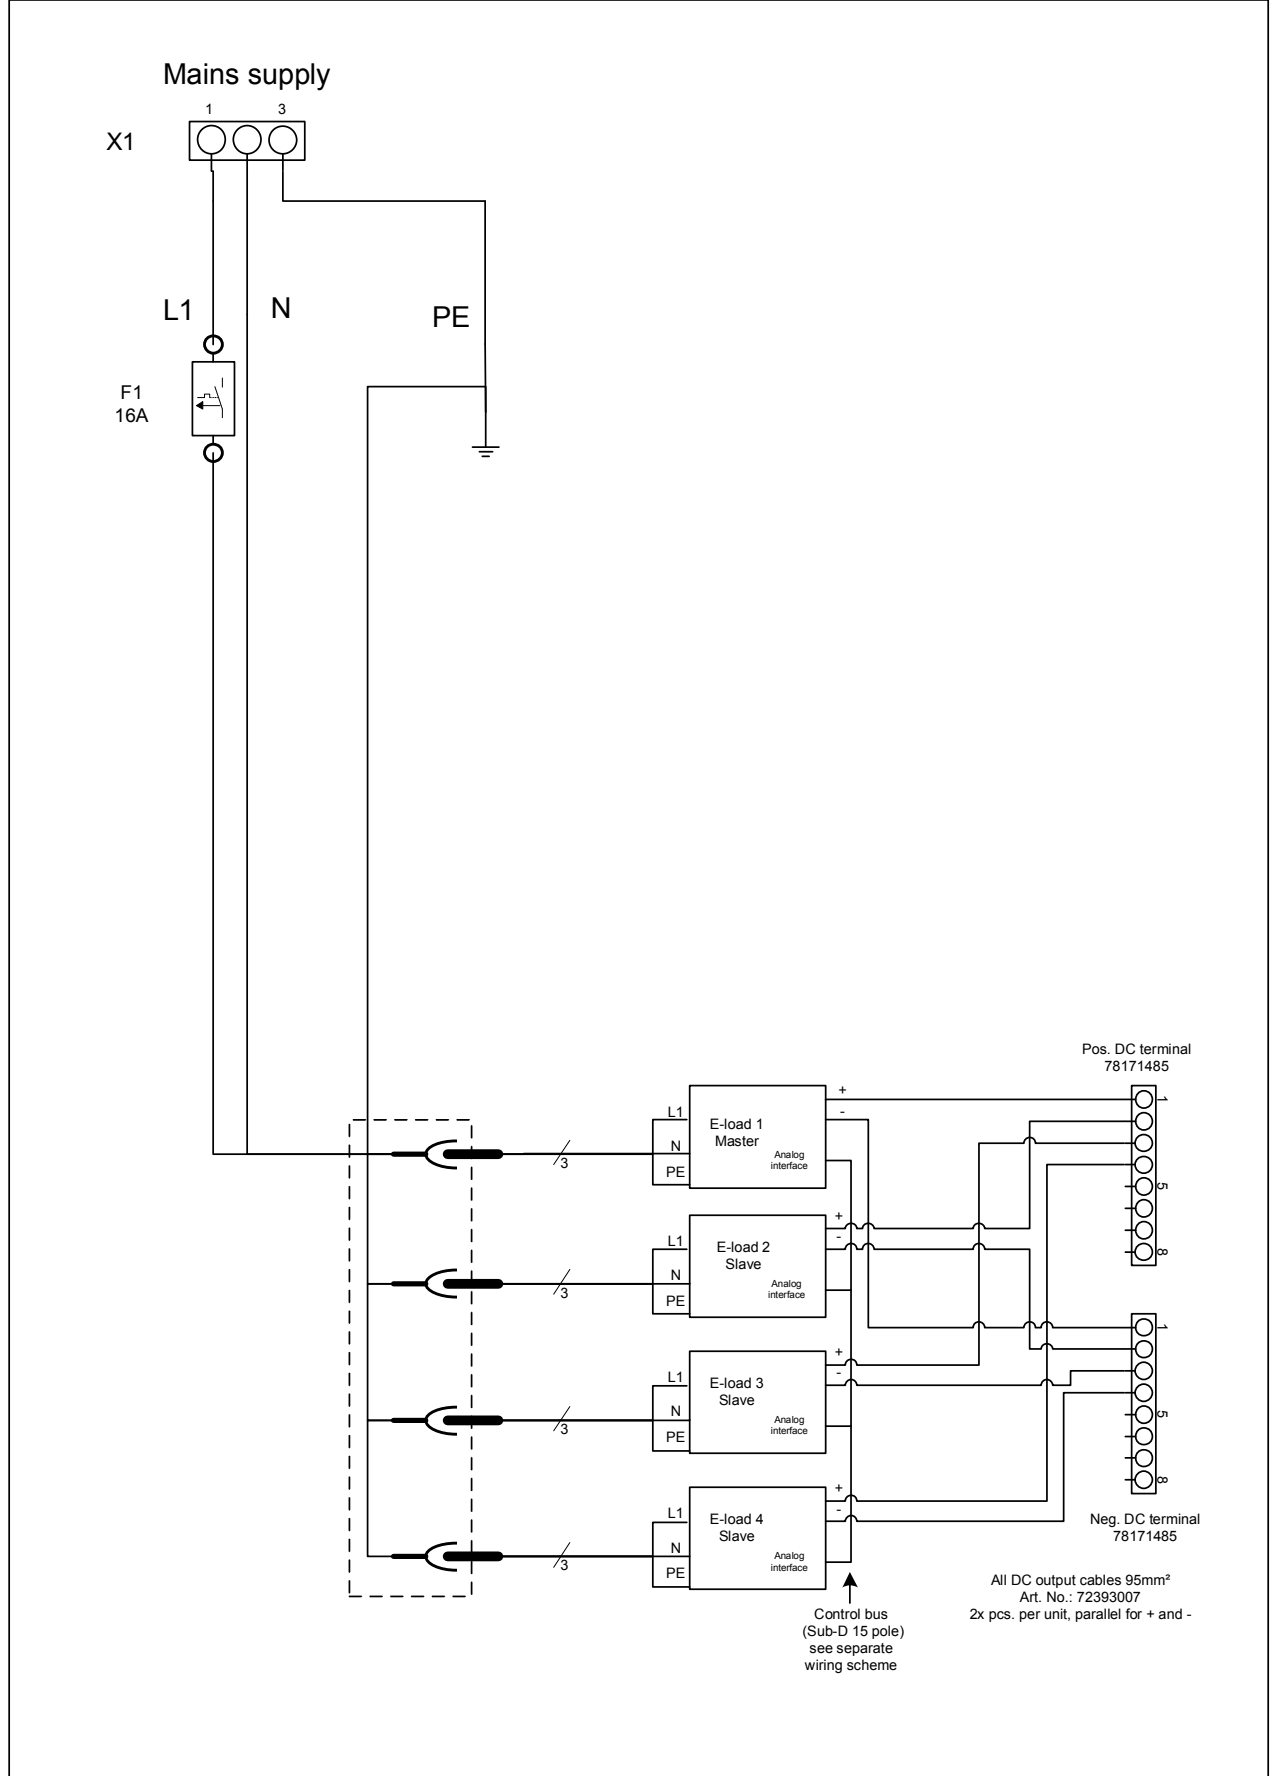 Mains supply
1 3
X1
L1 N PE
F1
16A
Pos. DC terminal
78171485
1
5
8
L1
N
PE
E-load 1
Master
Analog
interface
+
-
3
L1
N
PE
E-load 2
Slave
Analog
interface
+
-
3
1
5
8
L1
N
PE
E-load 3
Slave
Analog
interface
+
-
3
L1
N
PE
E-load 4
Slave
Analog
interface
+
-
3
Neg. DC terminal
78171485
All DC output cables 95mm²
Art. No.: 72393007
2x pcs. per unit, parallel for + and -
Control bus
(Sub-D 15 pole)
see separate
wiring scheme